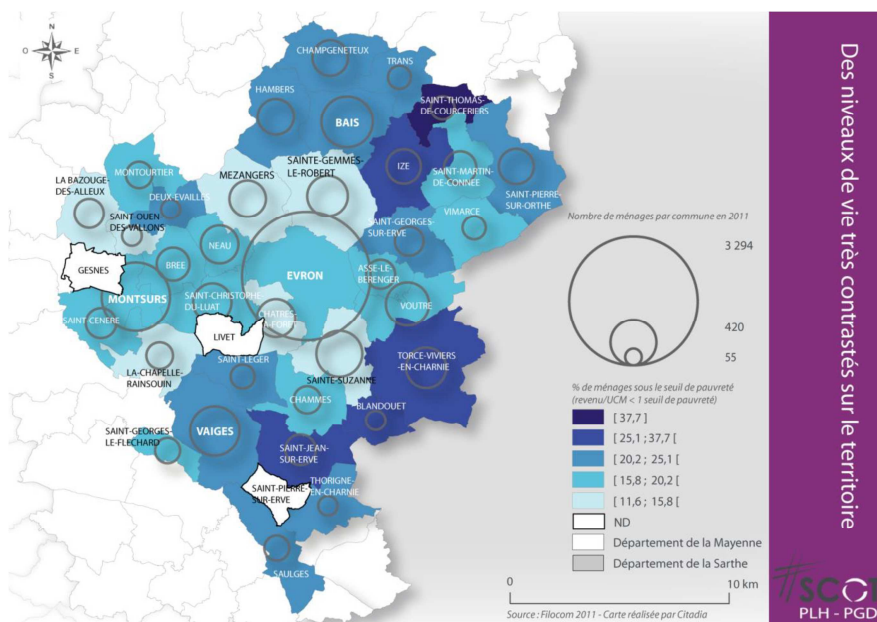 N
O
E
S
CHAMPGENETEUX
TRANS
HAMBERS
BAIS
SAINT-THOMAS-
DE-COURCERIERS
IZE
SAINT-MARTIN-
DE-CONNÉE
SAINT-PIERRE-
SUR-ORTHE
MONTOURTIER
LA BAZOUGE-
DES-ALLEUX
DEUX-EVAILLES
MEZANGERS
SAINTE-GEMMES-
LE-ROBERT
SAINT-OUEN
DES-VALLONS
SAINT-GEORGES-
SUR-ERVE
VIMARCE
GESNES
BREE
NEAU
EVRON
ASSE-LE-
BERENGER
MONTSURS
SAINT-CHRISTOPHE-
DU-LUAT
VOUTRE
SAINT-CENERE
CHATRES-
LA-FORET
LIVET
TORCE-VIVIERS
-EN-CHARNIE
LA-CHAPELLE-
RAINSOUIN
SAINT-LEGER
SAINTE-SUZANNE
CHAMMES
BLANDOUET
SAINT-GEORGES-
LE-FLECHARD
VAIGES
SAINT-JEAN-
SUR-ERVE
SAINT-PIERRE-
SUR-ERVE
THORIGNE-
EN-CHARNIE
SAULGES
Nombre de ménages par commune en 2011
3 294
420
55
% de ménages sous le seuil de pauvreté
(revenu/UCM < 1 seuil de pauvreté)
[ 37,7 ]
[ 25,1 ; 37,7 [
[ 20,2 ; 25,1 [
[ 15,8 ; 20,2 [
[ 11,6 ; 15,8 [
ND
Département de la Mayenne
Département de la Sarthe
0
10 km
Source : Filocom 2011 - Carte réalisée par Citadia
Des niveaux de vie très contrastés sur le territoire
#SCOT
PLH - PGD